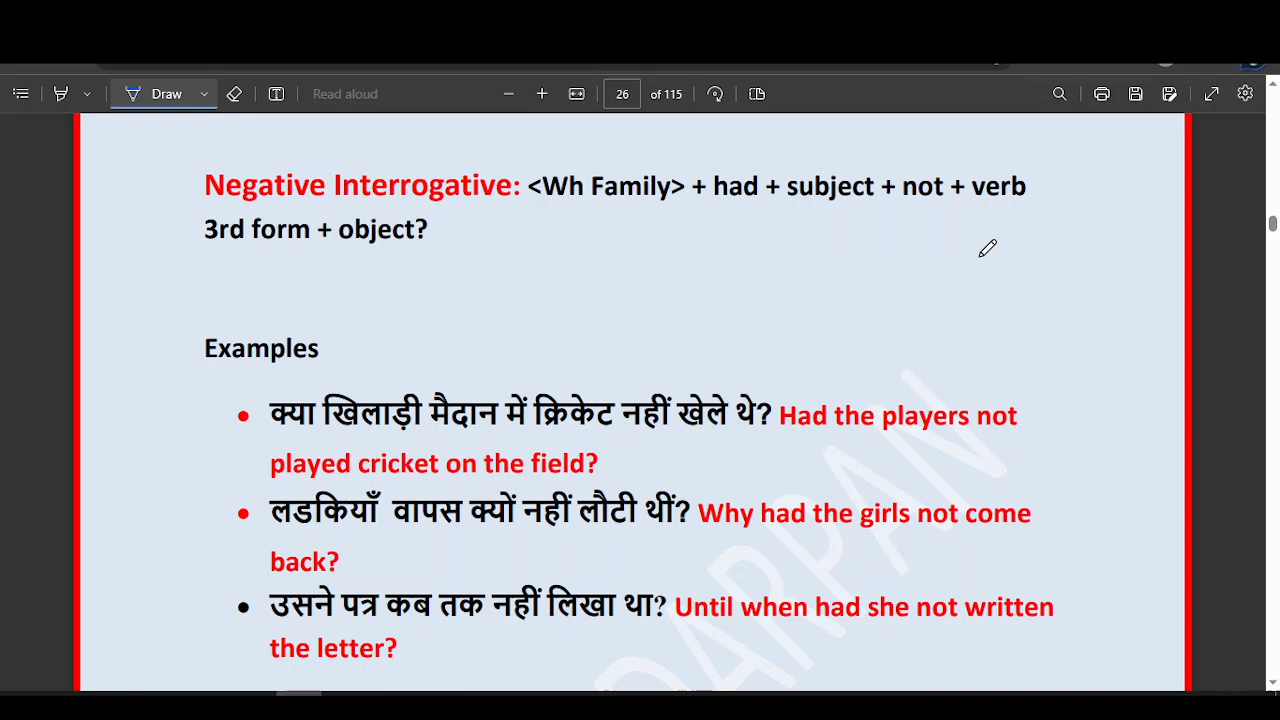 Draw
Read aloud
26 of 115
Negative Interrogative: <Wh Family> + had + subject + not + verb
3rd form + object?
Examples
• क्या खिलाड़ी मैदान में क्रिकेट नहीं खेले थे? Had the players not
played cricket on the field?
• लडकियाँ वापस क्यों नहीं लौटी थीं? Why had the girls not come
back?
• उसने पत्र कब तक नहीं लिखा था? Until when had she not written
the letter?
DARPAN